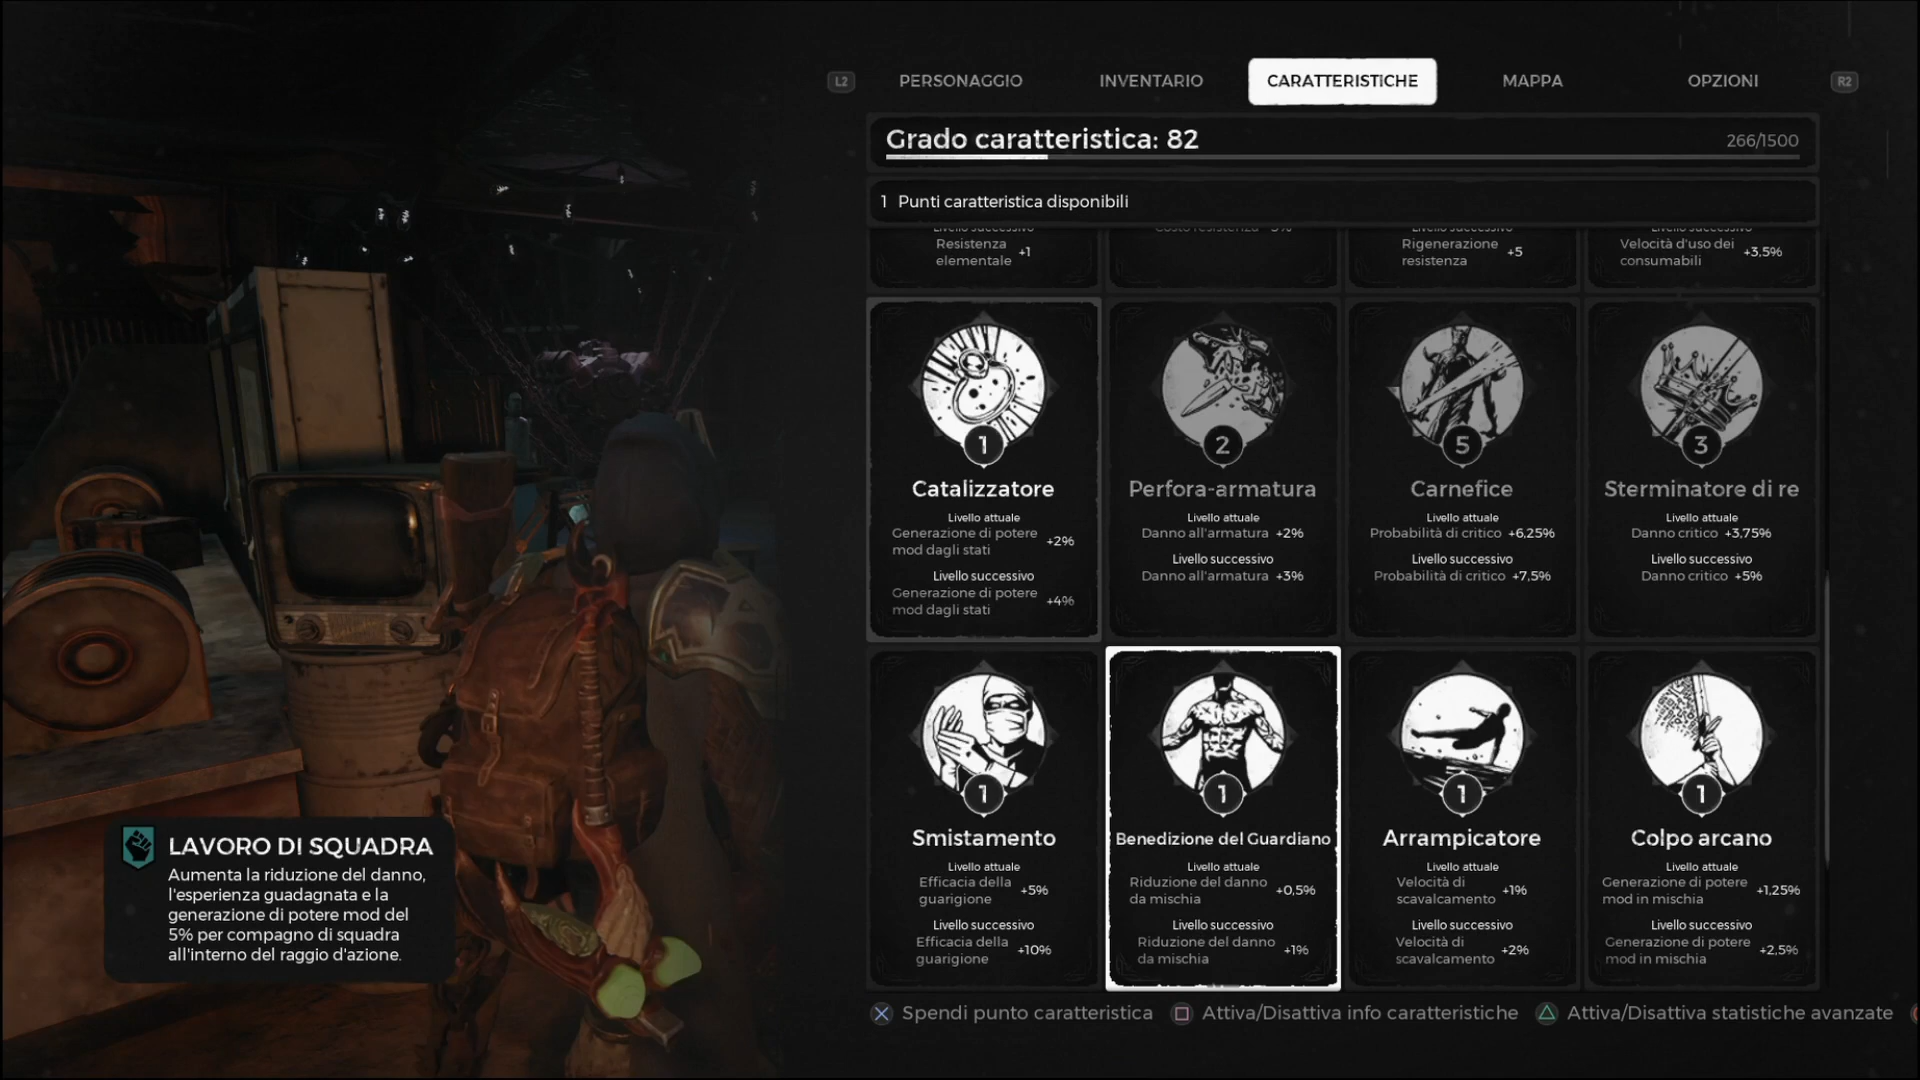 L2
PERSONAGGIO
INVENTARIO
CARATTERISTICHE
MAPPA
OPZIONI
R2
Grado caratteristica: 82
266/1500
1 Punti caratteristica disponibili
Livello successivo
Resistenza
elementale +1
Costo resistenza -5%
Livello successivo
Rigenerazione
resistenza +5
Livello successivo
Velocità d'uso dei
consumabili +3,5%
1
Catalizzatore
Livello attuale
Generazione di potere
mod dagli stati +2%
Livello successivo
Generazione di potere
mod dagli stati +4%
2
Perfora-armatura
Livello attuale
Danno all'armatura +2%
Livello successivo
Danno all'armatura +3%
5
Carnefice
Livello attuale
Probabilità di critico +6,25%
Livello successivo
Probabilità di critico +7,5%
3
Sterminatore di re
Livello attuale
Danno critico +3,75%
Livello successivo
Danno critico +5%
1
Smistamento
Livello attuale
Efficacia della
guarigione +5%
Livello successivo
Efficacia della
guarigione +10%
1
Benedizione del Guardiano
Livello attuale
Riduzione del danno
da mischia +0,5%
Livello successivo
Riduzione del danno
da mischia +1%
1
Arrampicatore
Livello attuale
Velocità di
scavalcamento +1%
Livello successivo
Velocità di
scavalcamento +2%
1
Colpo arcano
Livello attuale
Generazione di potere
mod in mischia +1,25%
Livello successivo
Generazione di potere
mod in mischia +2,5%
LAVORO DI SQUADRA
Aumenta la riduzione del danno,
l'esperienza guadagnata e la
generazione di potere mod del
5% per compagno di squadra
all'interno del raggio d'azione.
Spendi punto caratteristica
Attiva/Disattiva info caratteristiche
Attiva/Disattiva statistiche avanzate